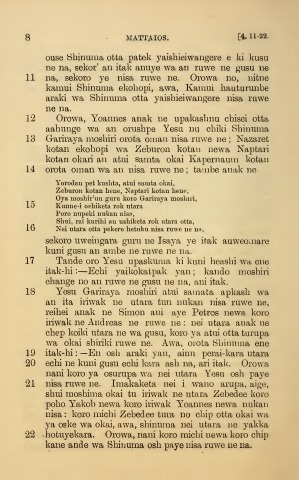 8 MATTAIOS. [4. 11-22.
ouse Shinuma otta patek yaishieiwangere e ki kusu
ne na, sekor' an itak anuye wa an ruwe ne gusu ne
11 na, sekoro ye nisa ruwe ne. Orowa no, nitne
kamui Shinuma ekohopi, awa, Kamui hauturunbe
araki wa Shinuma otta yaishieiwangere nisa ruwe
ne na.
12 Orowa, Yoannes anak ne upakashnu chisei otta
aahunge wa an orushpe Yesu nu chiki Shinuma
13 Gariraya moshiri orota oman nisa ruwe ne; Nazaret
kotan ekohopi wa Zeburon kotan newa Naptari
kotan okari an atui samta okai Kapernaum kotan
14 orota oman wa an nisa ruwe ne; tambe anak ne
Yorodau pet kushta, atui samta okai,
Zeburon kotan hene, Naptari kotan hene,
Oya moshir'un guru koro Gariraya moshiri,
15 Kunne-i oshiketa rok utara
Poro nupeki nukan nisa,
Shui, rai kuriki an ushiketa rok utara otta,
16 Nei utara otta pekere hetuku nisa ruwe ne na,
sekoro uweingara guru ne Isaya ye itak auweonare
kuni gusu an ambe ne ruwe ne na.
17 Tande oro Yesu upaskuma ki kuni heashi wa ene
itak-hi:—Echi yaikokatpak yan; kando moshiri
ehange no an ruwe ne gusu ne na, ani itak.
18 Yesu Gariraya moshiri atui samata apkash wa
an ita iriwak ne utara tun nukan nisa ruwe ne,
reihei anak ne Simon ani aye Petros newa koro
iriwak ne Andreas ne ruwe ne: nei utara anak ne
chep koiki utara ne wa gusu, koro ya atui otta turupa
wa okai shiriki ruwe ne. Awa, orota Shinuma ene
19 itak-hi:—En osh araki yan, ainu perai-kara utara
20 echi ne kuni gusu echi kara ash na, ari itak. Orowa
nani koro ya osurupa wa nei utara Yesu osh paye
21 nisa ruwe ne. Imakaketa nei i wano arupa, aige,
shui moshima okai tu iriwak ne utara Zebedee koro
poho Yakob newa koro iriwak Yoannes newa nukan
nisa: koro michi Zebedee tura no chip otta okai wa
ya oske wa okai, awa, shinuma nei utara ne yakka
22 hotuyekara. Orowa, nani koro michi newa koro chip
kane ande wa Shinuma osh paye nisa ruwe ne na.